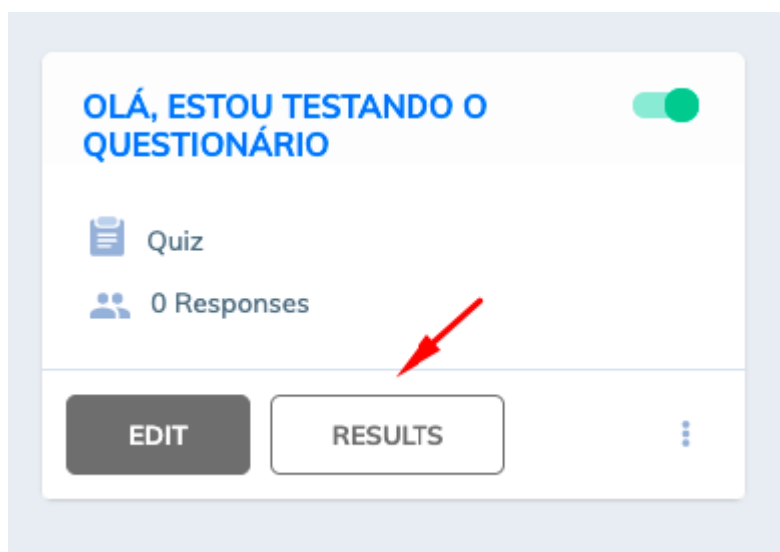 OLÁ, ESTOU TESTANDO O
QUESTIONÁRIO
Quiz
0 Responses
EDIT
RESULTS